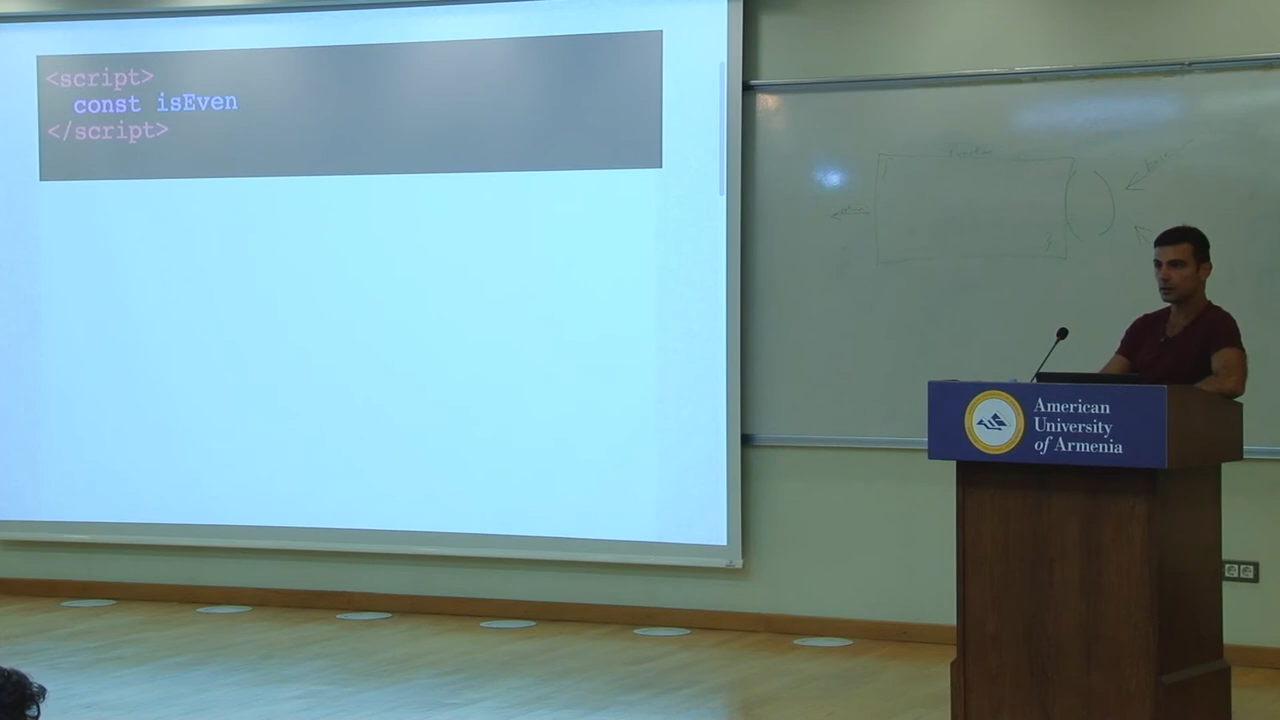 <script>
const isEven
</script>
American
University
of Armenia